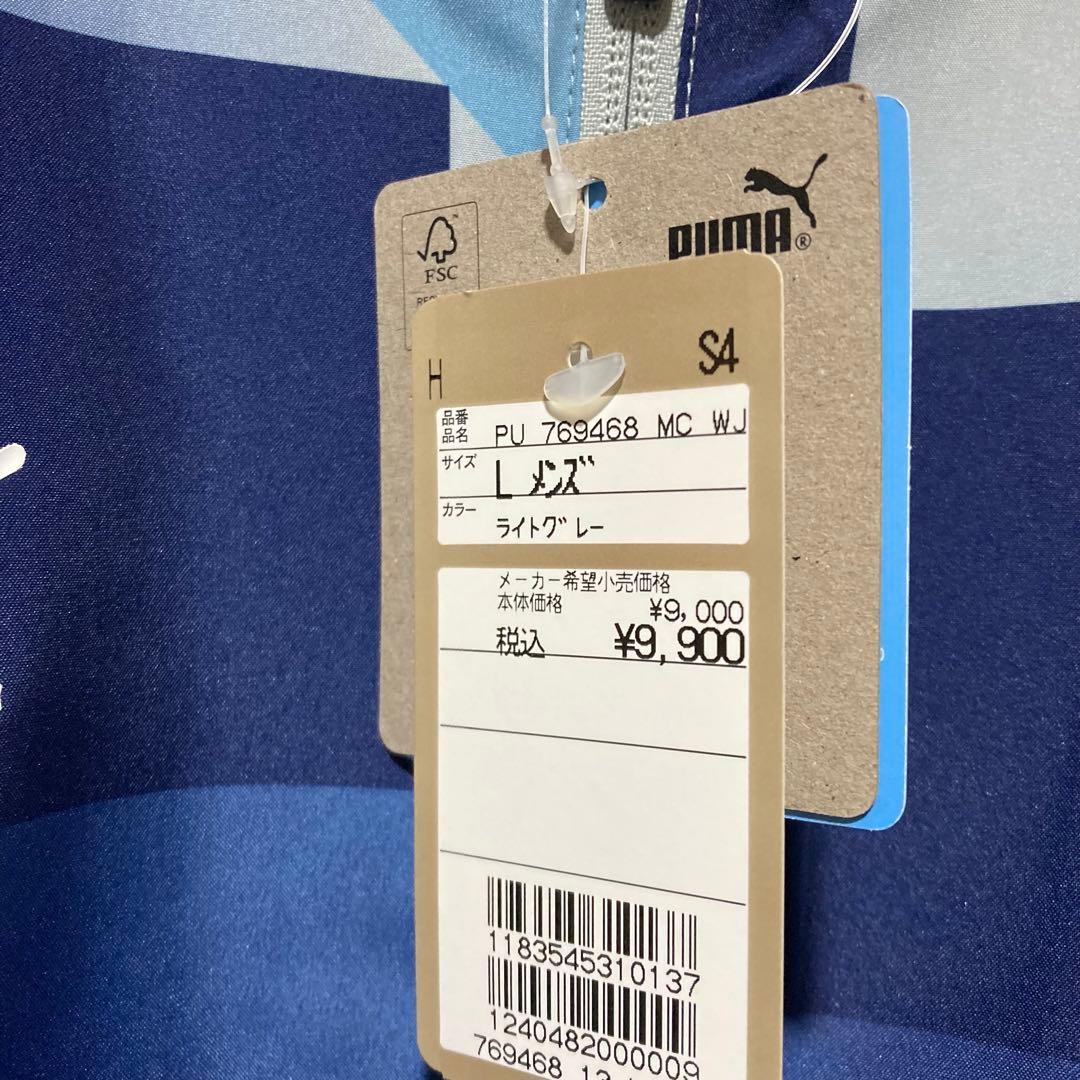 PUMA®
FSC
H
S4
品番
品名
PU 769468 MC WJ
サイズ
L メンズ
カラー
ライトグレー
メーカー希望小売価格
本体価格 ¥9,000
税込 ¥9,900
1183545310137
1240482000009
769468